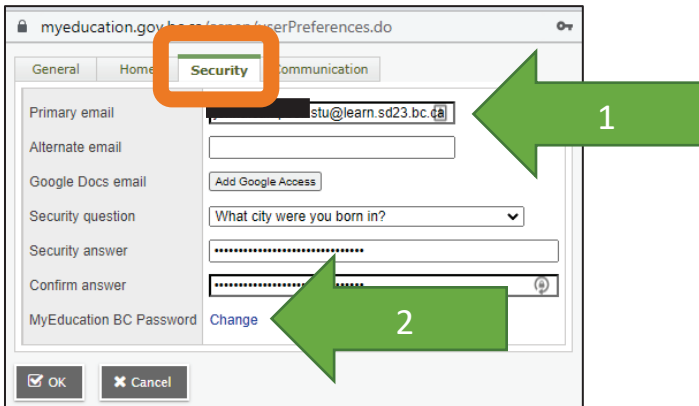 myeducation.gov.bc.ca/aspen/userPreferences.do
General Home Security Communication
Primary email stu@learn.sd23.bc.ca
1
Alternate email
Google Docs email Add Google Access
Security question What city were you born in?
Security answer ••••••••••••••••••••••••••••••••
Confirm answer ••••••••••••••••••••••••••••••••
MyEducation BC Password Change
2
OK Cancel